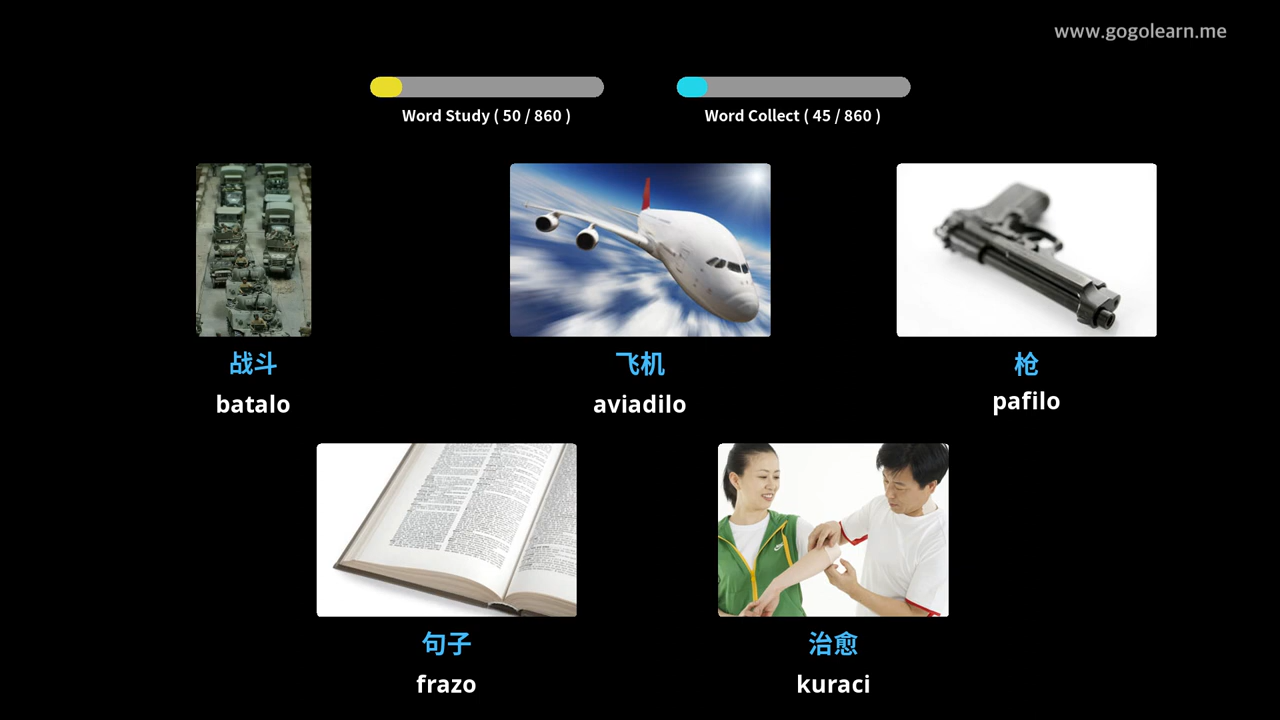 www.gogolearn.me
Word Study ( 50 / 860 )
Word Collect ( 45 / 860 )
战斗
batalo
飞机
aviadilo
枪
pafilo
句子
frazo
治愈
kuraci